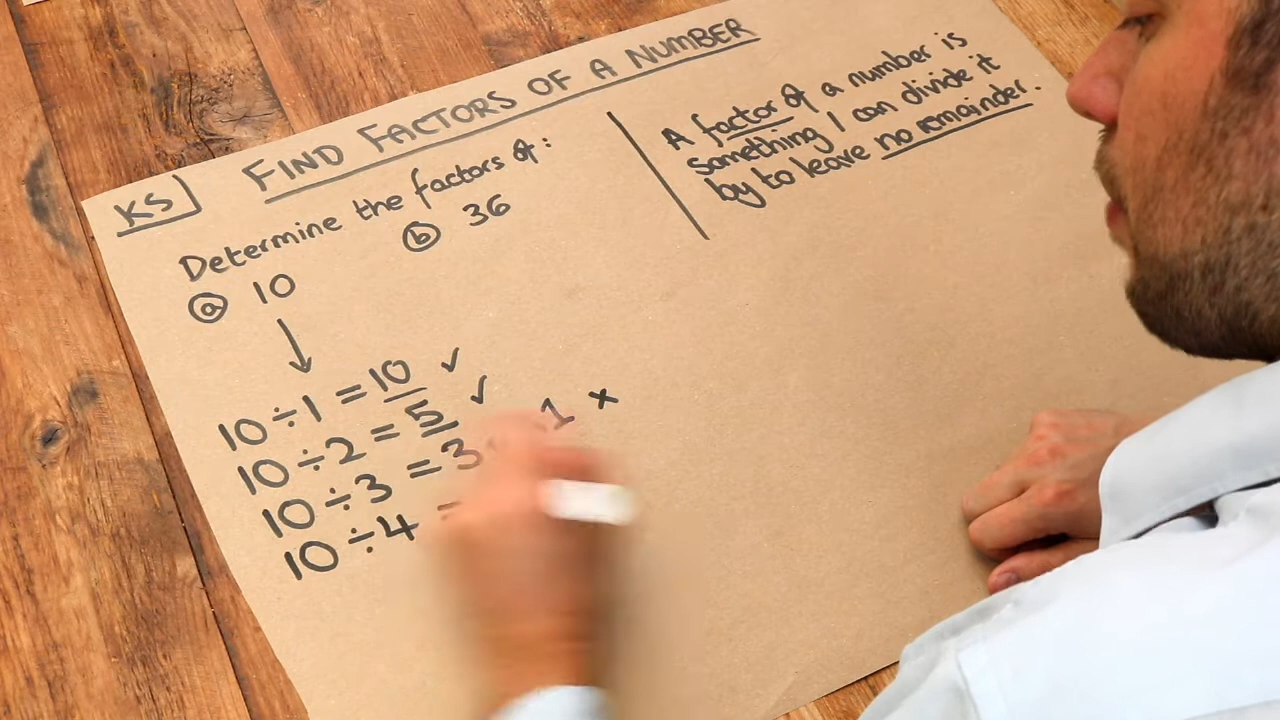 FIND FACTORS OF A NUMBER
KS
Determine the factors of:
ⓐ 10
ⓑ 36
10÷1 = 10 ✓
10÷2 = 5 ✓
10÷3 = 3 1 ×
10÷4 =
A factor of a number is
something I can divide it
by to leave no remainder.